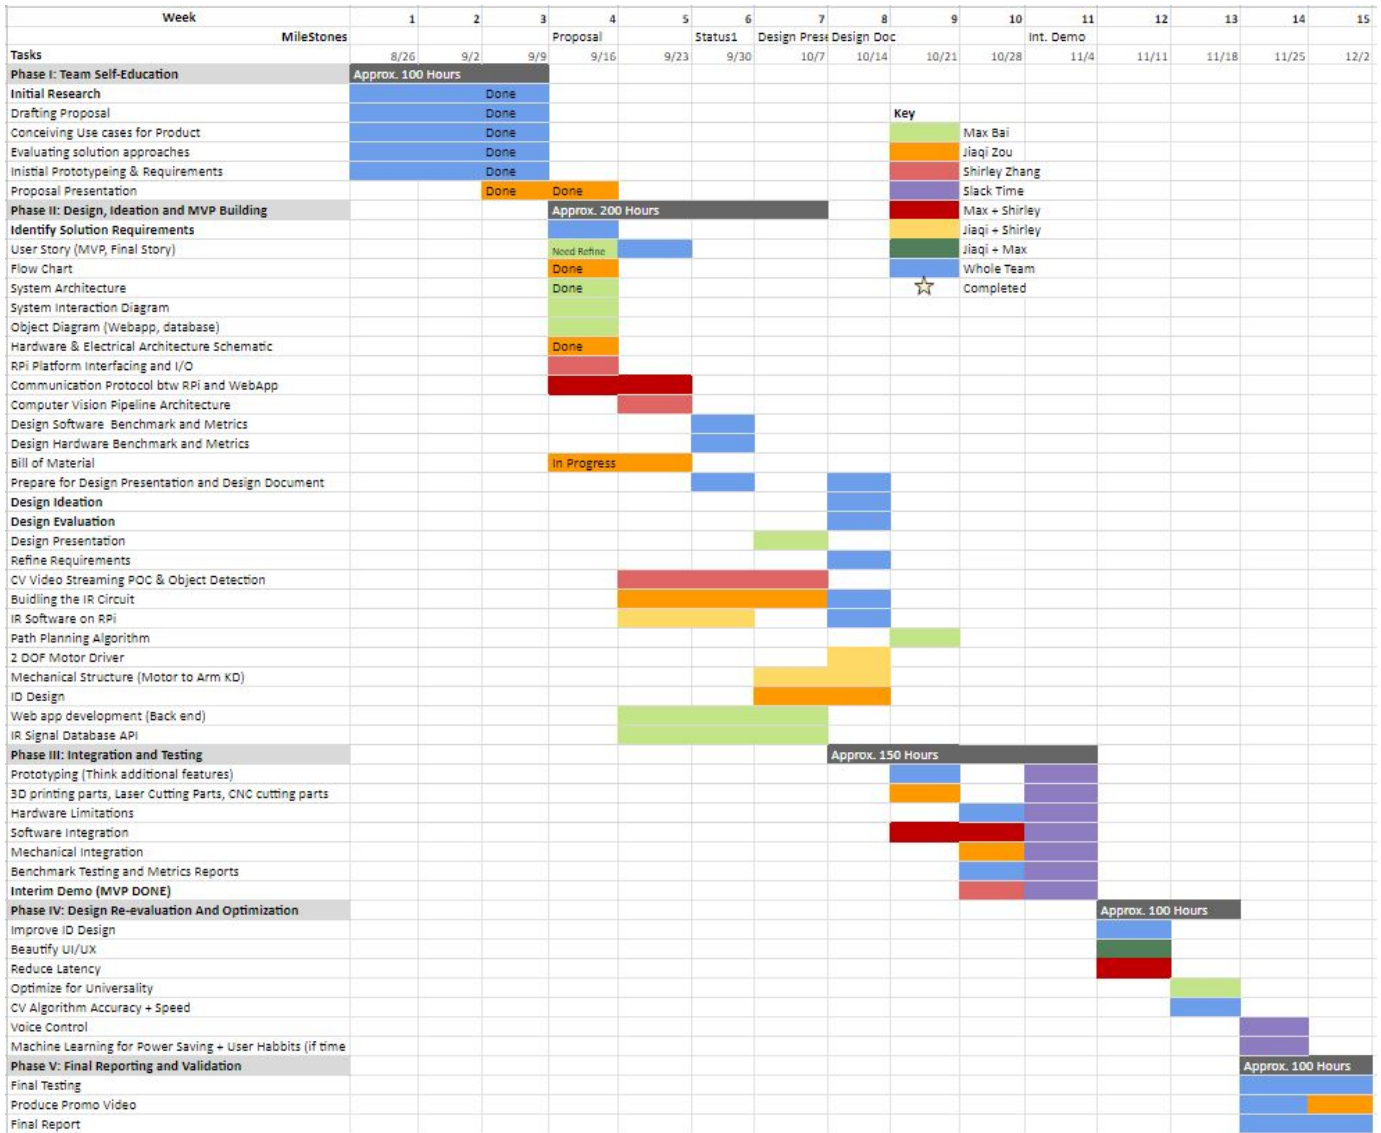 Week 1 2 3 4 5 6 7 8 9 10 11 12 13 14 15
MileStones Proposal Status1 Design Prese Design Doc Int. Demo
Tasks 8/26 9/2 9/9 9/16 9/23 9/30 10/7 10/14 10/21 10/28 11/4 11/11 11/18 11/25 12/2
Phase I: Team Self-Education Approx. 100 Hours
Initial Research Done
Drafting Proposal Done Key
Conceiving Use cases for Product Done Max Bai
Evaluating solution approaches Done Jiaqi Zou
Inistial Prototypeing & Requirements Done Shirley Zhang
Proposal Presentation Done Done Slack Time
Phase II: Design, Ideation and MVP Building Approx. 200 Hours Max + Shirley
Identify Solution Requirements Jiaqi + Shirley
User Story (MVP, Final Story) Need Refine Jiaqi + Max
Flow Chart Done Whole Team
System Architecture Done Completed
System Interaction Diagram
Object Diagram (Webapp, database)
Hardware & Electrical Architecture Schematic Done
RPi Platform Interfacing and I/O
Communication Protocol btw RPi and WebApp
Computer Vision Pipeline Architecture
Design Software Benchmark and Metrics
Design Hardware Benchmark and Metrics
Bill of Material In Progress
Prepare for Design Presentation and Design Document
Design Ideation
Design Evaluation
Design Presentation
Refine Requirements
CV Video Streaming POC & Object Detection
Buidling the IR Circuit
IR Software on RPi
Path Planning Algorithm
2 DOF Motor Driver
Mechanical Structure (Motor to Arm KD)
ID Design
Web app development (Back end)
IR Signal Database API
Phase III: Integration and Testing Approx. 150 Hours
Prototyping (Think additional features)
3D printing parts, Laser Cutting Parts, CNC cutting parts
Hardware Limitations
Software Integration
Mechanical Integration
Benchmark Testing and Metrics Reports
Interim Demo (MVP DONE)
Phase IV: Design Re-evaluation And Optimization Approx. 100 Hours
Improve ID Design
Beautify UI/UX
Reduce Latency
Optimize for Universality
CV Algorithm Accuracy + Speed
Voice Control
Machine Learning for Power Saving + User Habbits (if time
Phase V: Final Reporting and Validation Approx. 100 Hours
Final Testing
Produce Promo Video
Final Report